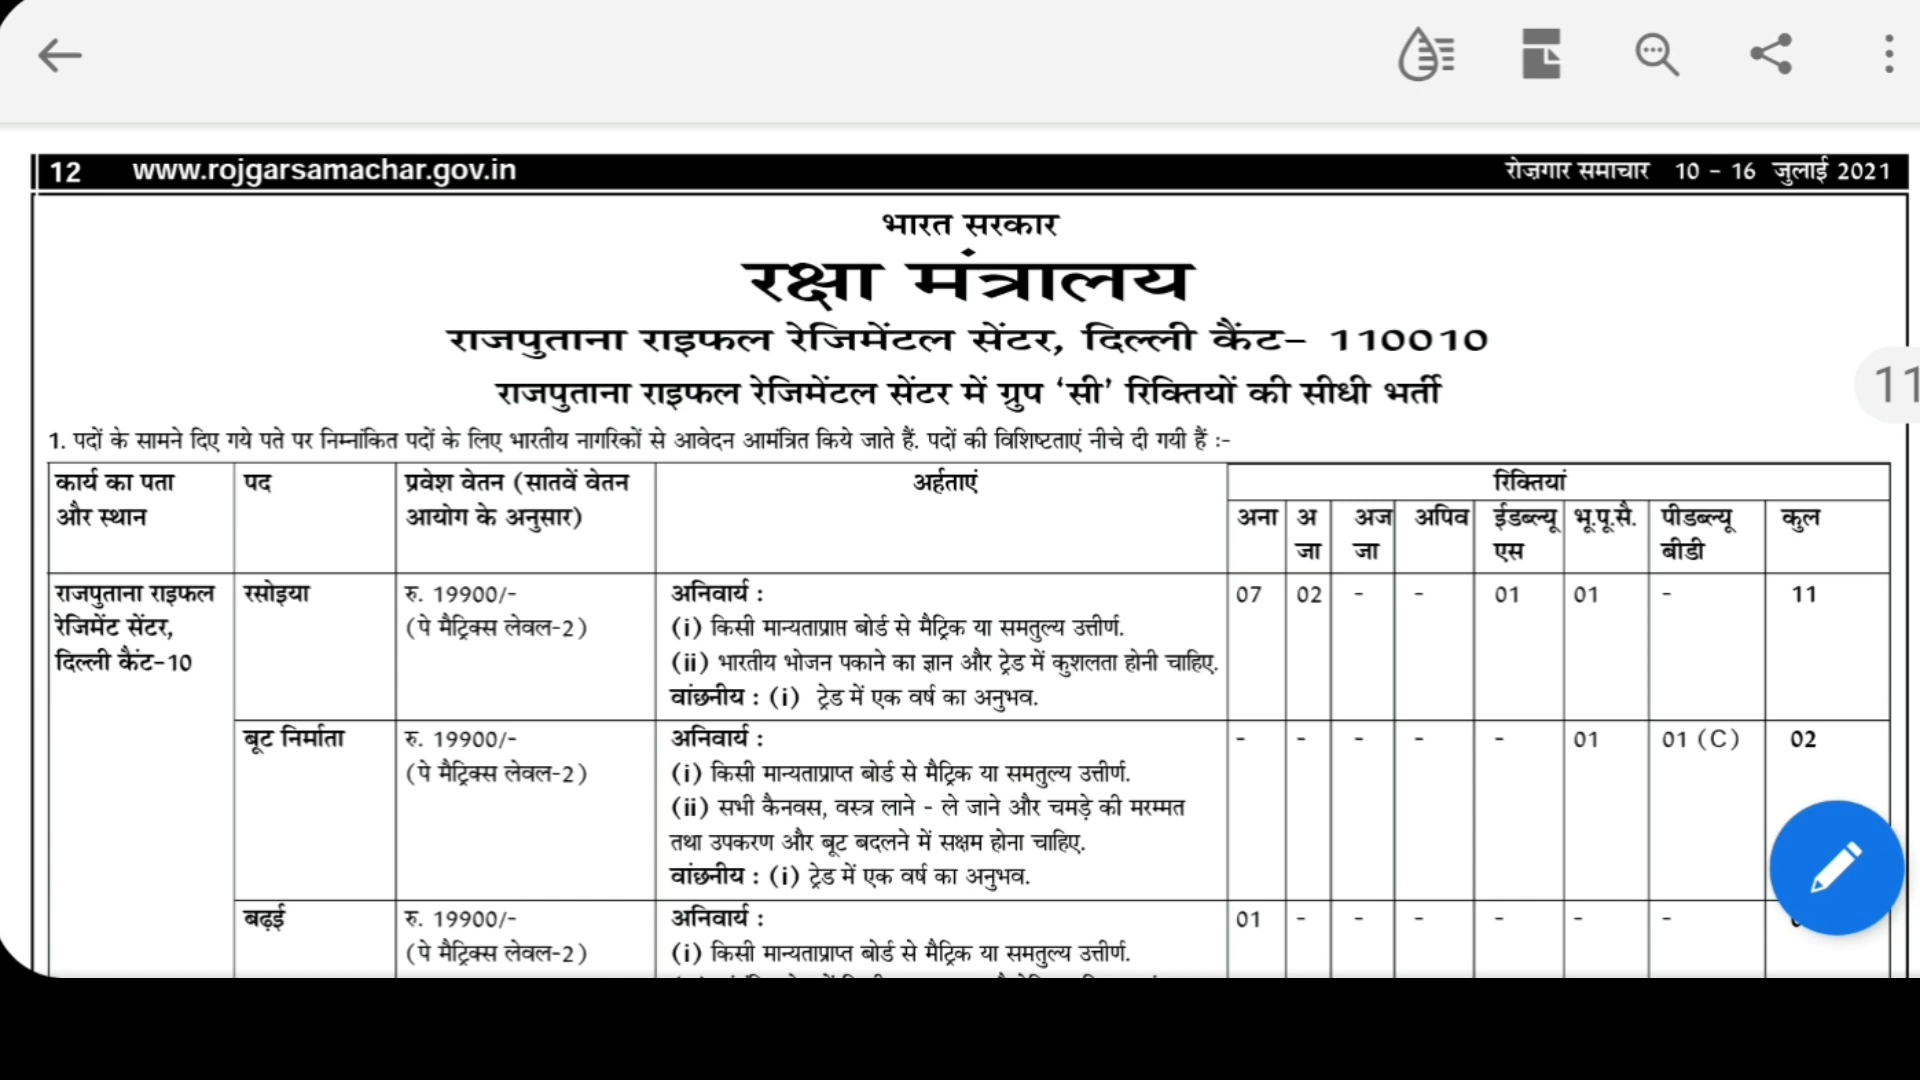 12 www.rojgarsamachar.gov.in रोज़गार समाचार 10 - 16 जुलाई 2021
भारत सरकार
रक्षा मंत्रालय
राजपुताना राइफल रेजिमेंटल सेंटर, दिल्ली कैंट– 110010
राजपुताना राइफल रेजिमेंटल सेंटर में ग्रुप ‘सी’ रिक्तियों की सीधी भर्ती
11
1. पदों के सामने दिए गये पते पर निम्नांकित पदों के लिए भारतीय नागरिकों से आवेदन आमंत्रित किये जाते हैं. पदों की विशिष्टताएं नीचे दी गयी हैं :-
कार्य का पता पद प्रवेश वेतन (सातवें वेतन अर्हताएं रिक्तियां
और स्थान आयोग के अनुसार) अना अ अज अपिव ईडब्ल्यू भू.पू.सै. पीडब्ल्यू कुल
जा जा एस बीडी
राजपुताना राइफल रसोइया रु. 19900/- अनिवार्य : 07 02 - - 01 01 - 11
रेजिमेंट सेंटर, (पे मैट्रिक्स लेवल-2) (i) किसी मान्यताप्राप्त बोर्ड से मैट्रिक या समतुल्य उत्तीर्ण.
दिल्ली कैंट-10 (ii) भारतीय भोजन पकाने का ज्ञान और ट्रेड में कुशलता होनी चाहिए.
वांछनीय : (i) ट्रेड में एक वर्ष का अनुभव.
बूट निर्माता रु. 19900/- अनिवार्य : - - - - - 01 01 (C) 02
(पे मैट्रिक्स लेवल-2) (i) किसी मान्यताप्राप्त बोर्ड से मैट्रिक या समतुल्य उत्तीर्ण.
(ii) सभी कैनवस, वस्त्र लाने - ले जाने और चमड़े की मरम्मत
तथा उपकरण और बूट बदलने में सक्षम होना चाहिए.
वांछनीय : (i) ट्रेड में एक वर्ष का अनुभव.
बढ़ई रु. 19900/- अनिवार्य : 01 - - - - - -
(पे मैट्रिक्स लेवल-2) (i) किसी मान्यताप्राप्त बोर्ड से मैट्रिक या समतुल्य उत्तीर्ण.